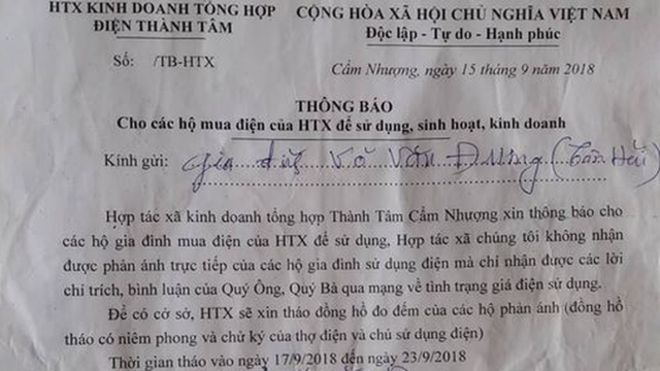 HTX KINH DOANH TỔNG HỢP
ĐIỆN THÀNH TÂM
Số: /TB-HTX
CỘNG HÒA XÃ HỘI CHỦ NGHĨA VIỆT NAM
Độc lập - Tự do - Hạnh phúc
Cẩm Nhượng, ngày 15 tháng 9 năm 2018
THÔNG BÁO
Cho các hộ mua điện của HTX để sử dụng, sinh hoạt, kinh doanh
Kính gửi: Gia đình Võ Văn Đường (Tân Hải)
Hợp tác xã kinh doanh tổng hợp Thành Tâm Cẩm Nhượng xin thông báo cho
các hộ gia đình mua điện của HTX để sử dụng, Hợp tác xã chúng tôi không nhận
được phản ánh trực tiếp của các hộ gia đình sử dụng điện mà chỉ nhận được các lời
chỉ trích, bình luận của Quý Ông, Quý Bà qua mạng về tình trạng giá điện sử dụng.
Để có cở sở, HTX sẽ xin tháo đồng hồ đo đếm của các hộ phản ánh (đồng hồ
tháo có niêm phong và chữ ký của thợ điện và chủ sử dụng điện)
Thời gian tháo vào ngày 17/9/2018 đến ngày 23/9/2018